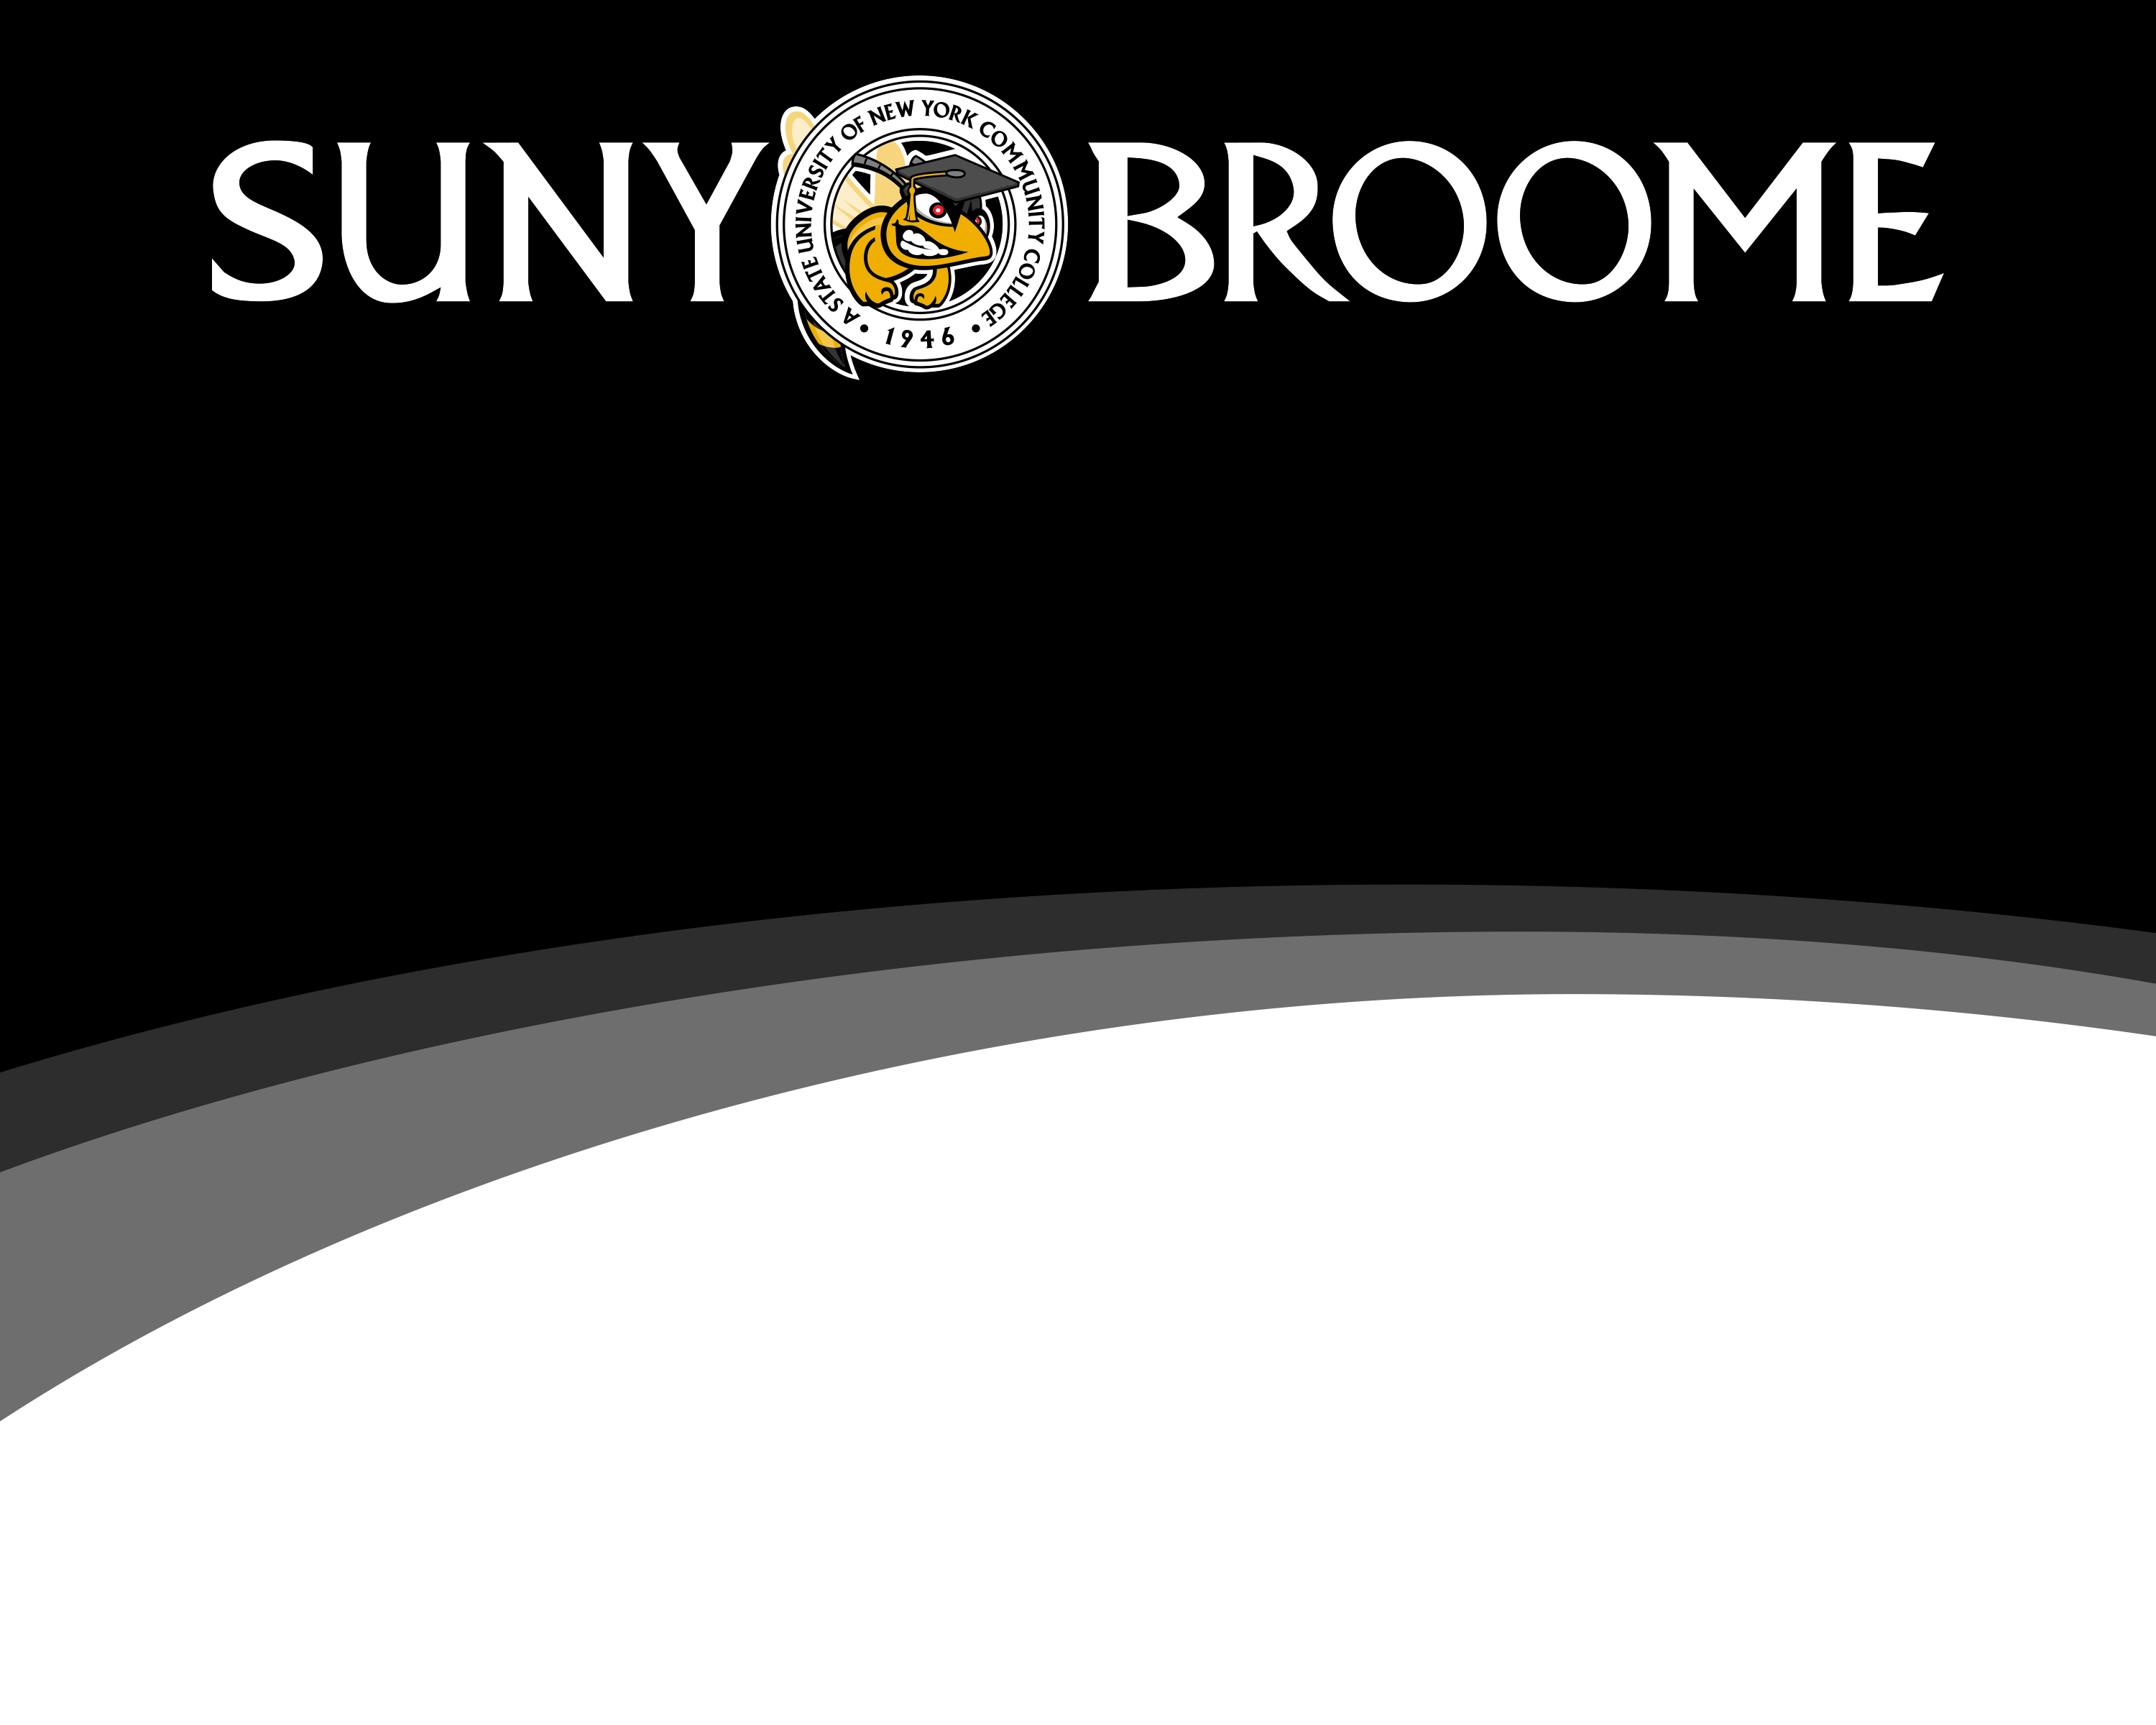 SUNY BROOME
A STATE UNIVERSITY OF NEW YORK COMMUNITY COLLEGE
• 1946 •